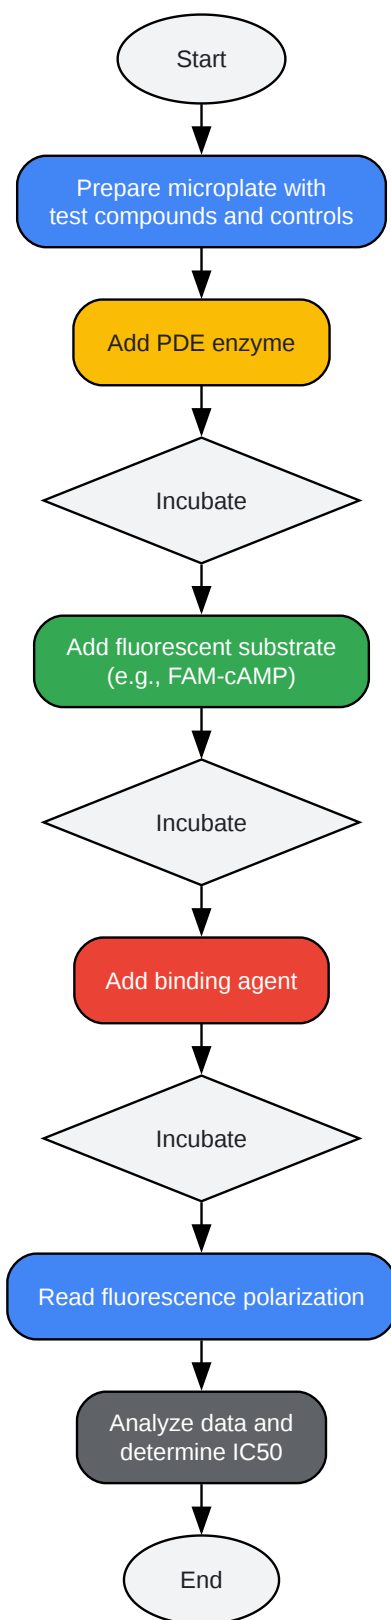 Start
Prepare microplate with
test compounds and controls
Add PDE enzyme
Incubate
Add fluorescent substrate
(e.g., FAM-cAMP)
Incubate
Add binding agent
Incubate
Read fluorescence polarization
Analyze data and
determine IC50
End